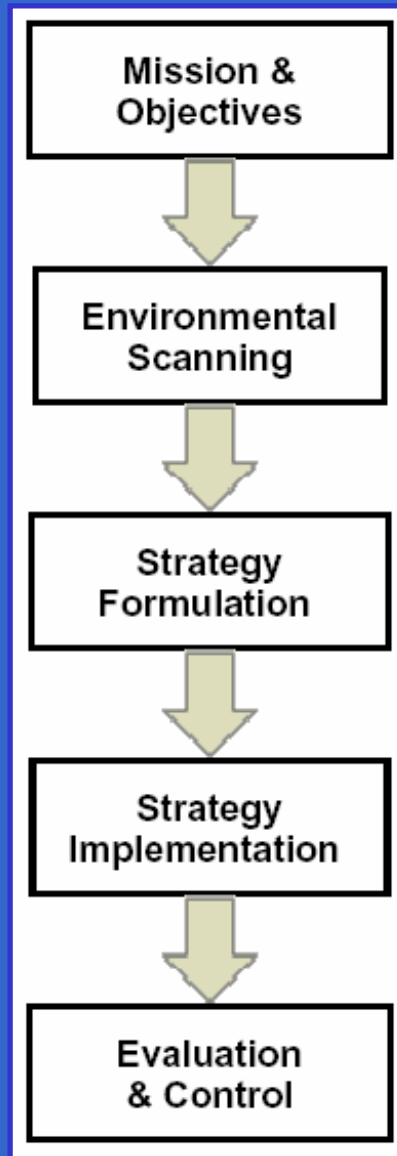 Mission &
Objectives
Environmental
Scanning
Strategy
Formulation
Strategy
Implementation
Evaluation
& Control